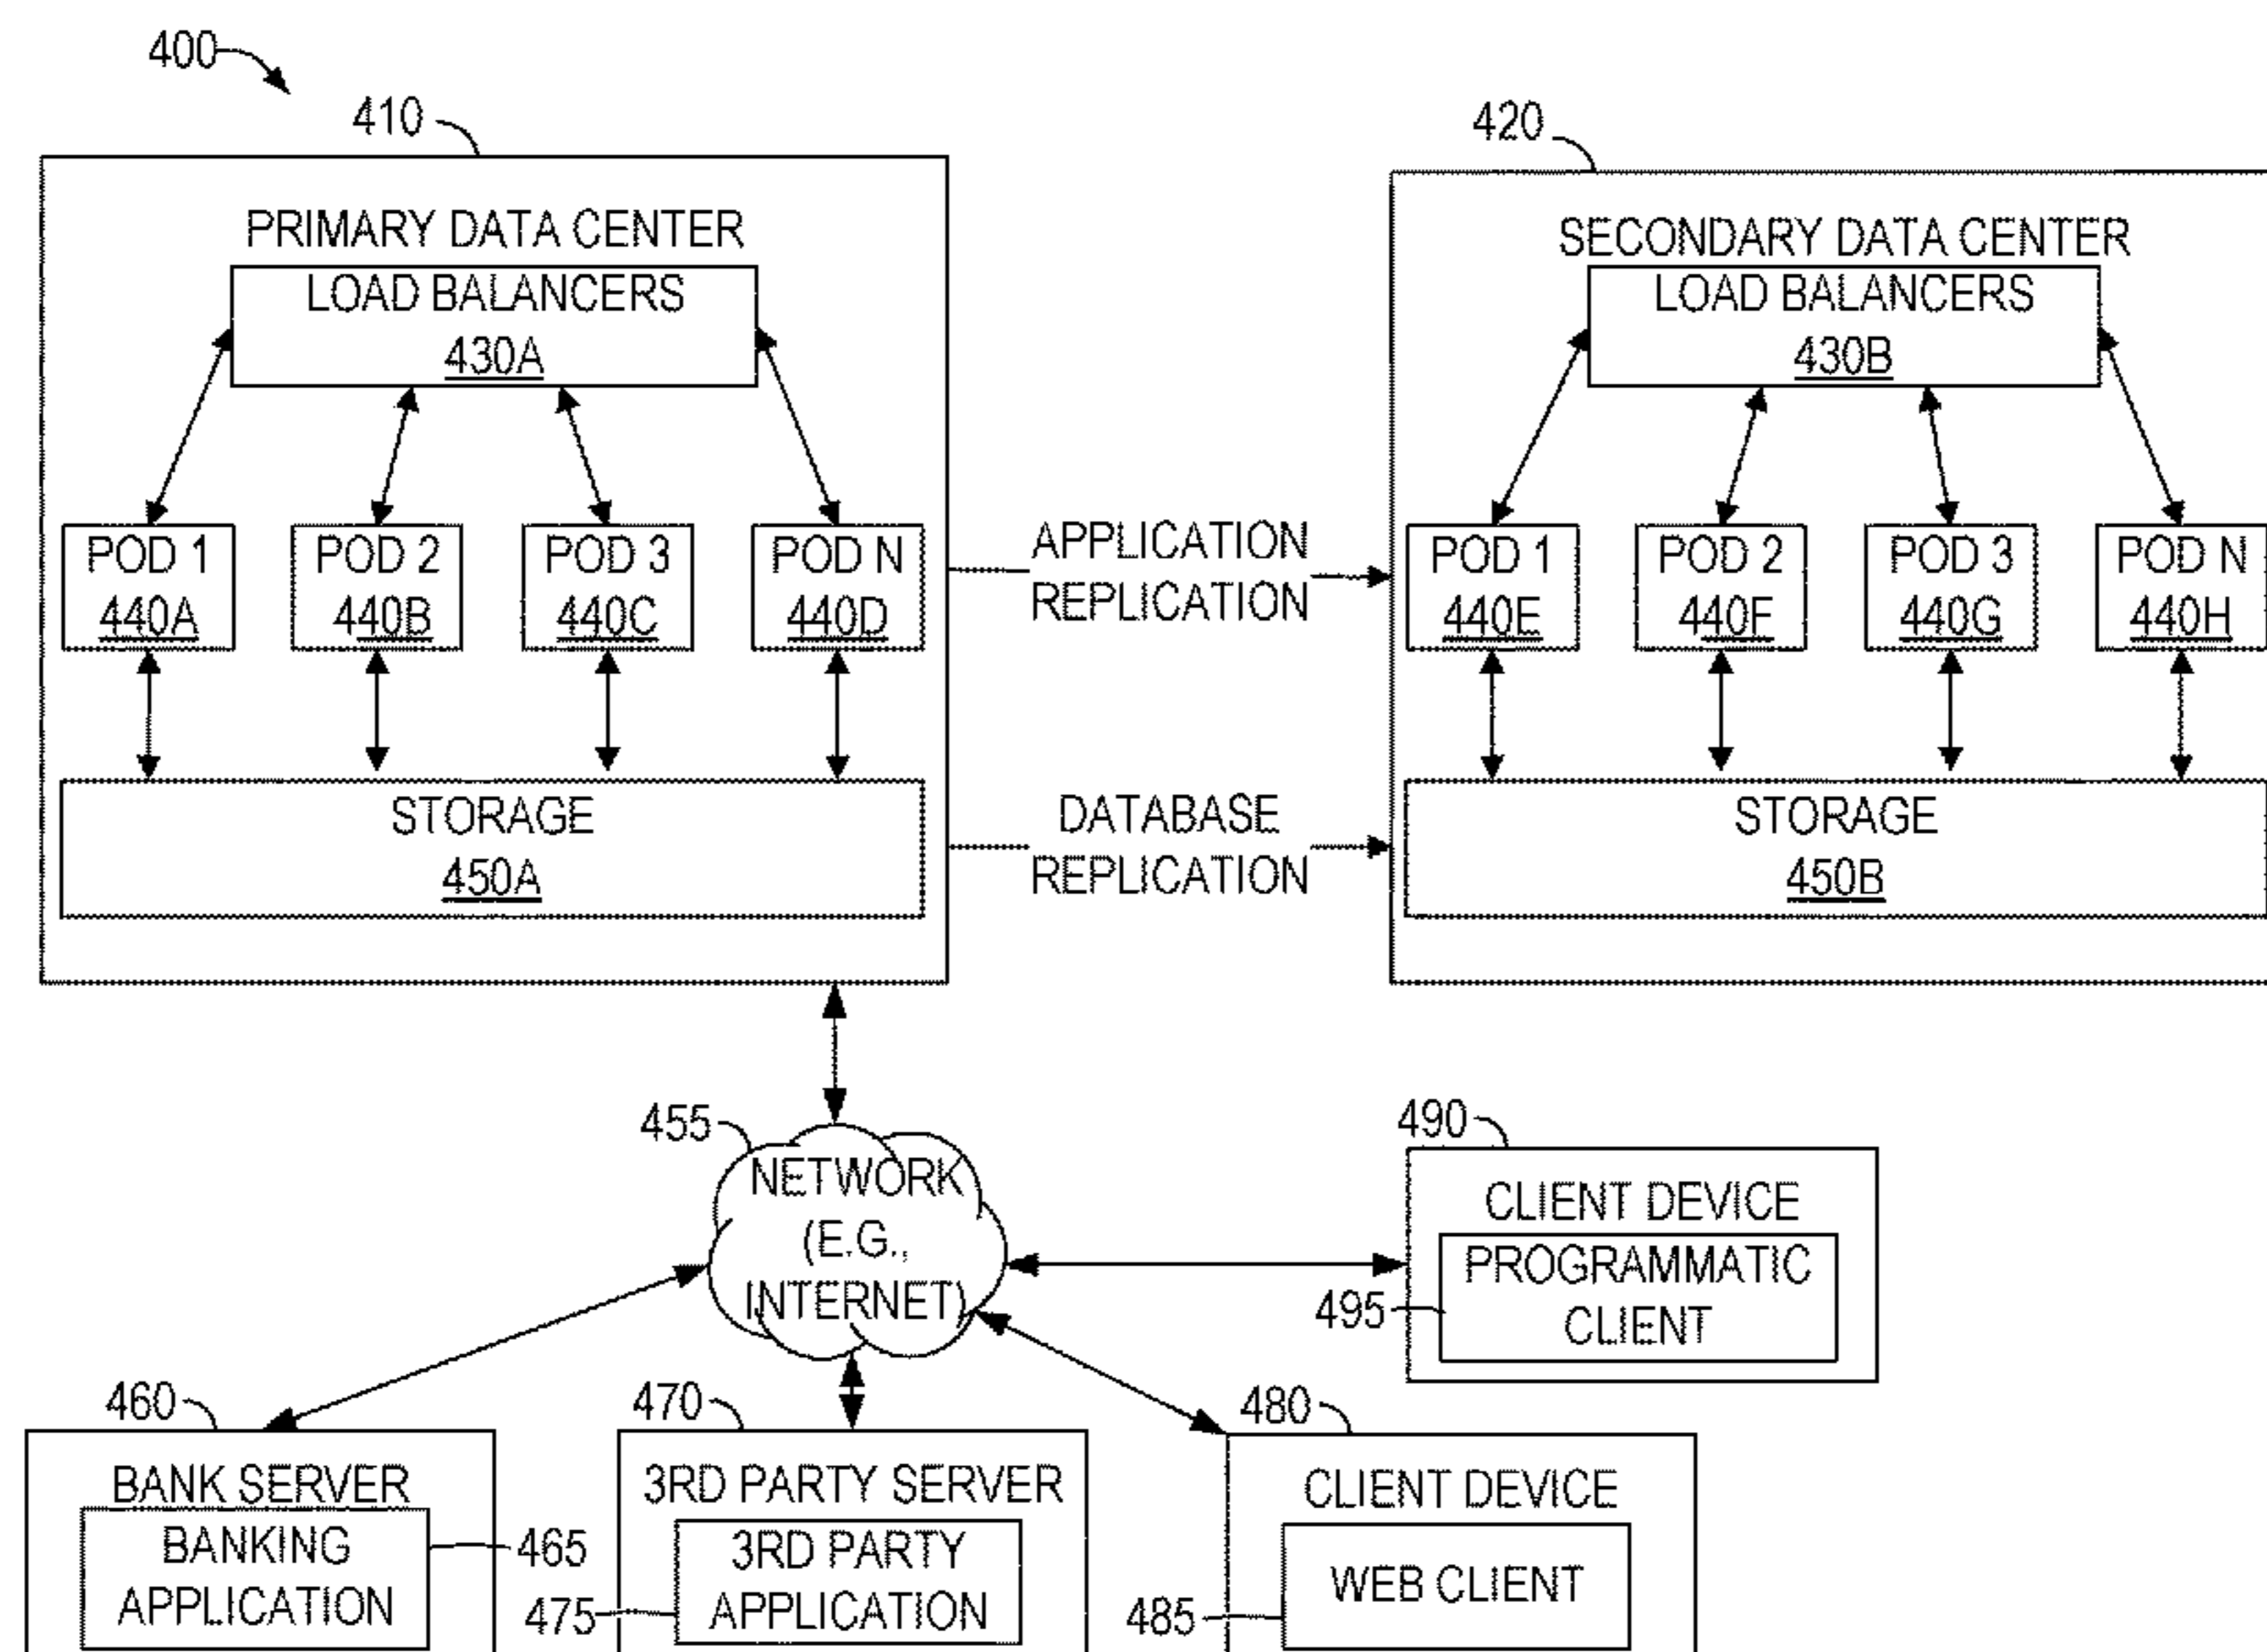 400
410
420
PRIMARY DATA CENTER
LOAD BALANCERS
430A
POD 1
440A
POD 2
440B
POD 3
440C
POD N
440D
STORAGE
450A
APPLICATION
REPLICATION
DATABASE
REPLICATION
SECONDARY DATA CENTER
LOAD BALANCERS
430B
POD 1
440E
POD 2
440F
POD 3
440G
POD N
440H
STORAGE
450B
455
NETWORK
(E.G.,
INTERNET)
490
CLIENT DEVICE
PROGRAMMATIC
CLIENT
495
460
BANK SERVER
BANKING
APPLICATION
465
470
3RD PARTY SERVER
3RD PARTY
APPLICATION
475
480
CLIENT DEVICE
WEB CLIENT
485